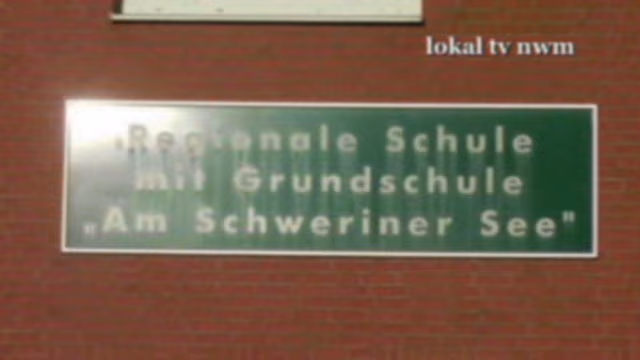 lokal tv nwm
Regionale Schule
mit Grundschule
„Am Schweriner See"